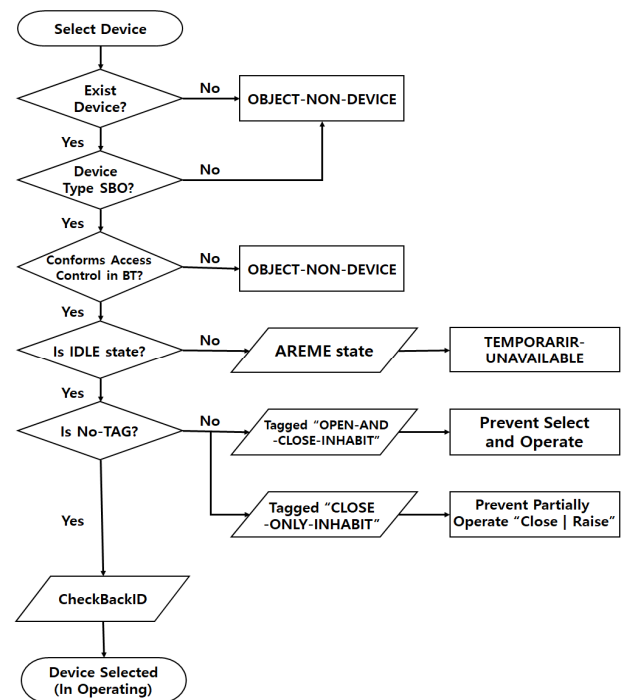 Select Device
Exist
Device?
No
OBJECT-NON-DEVICE
Yes
Device
Type SBO?
No
Yes
Conforms Access
Control in BT?
No
OBJECT-NON-DEVICE
Yes
Is IDLE state?
No
AREME state
TEMPORARIR-
UNAVAILABLE
Yes
Is No-TAG?
No
Tagged “OPEN-AND
-CLOSE-INHABIT”
Prevent Select
and Operate
Tagged “CLOSE
-ONLY-INHABIT”
Prevent Partially
Operate “Close | Raise”
Yes
CheckBackID
Device Selected
(In Operating)